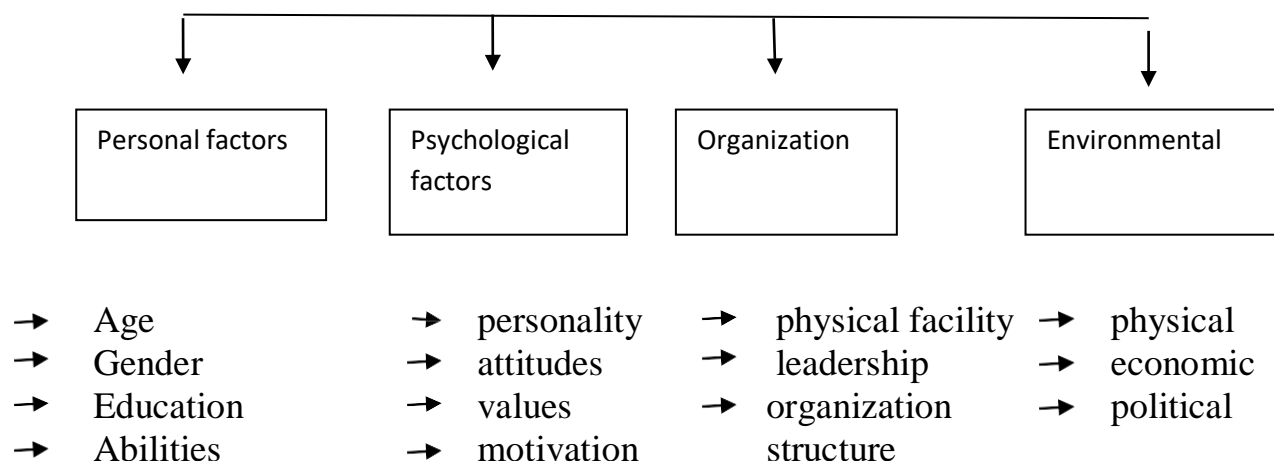 Personal factors
Psychological
factors
Organization
Environmental
Age
Gender
Education
Abilities
personality
attitudes
values
motivation
physical facility
leadership
organization
structure
physical
economic
political